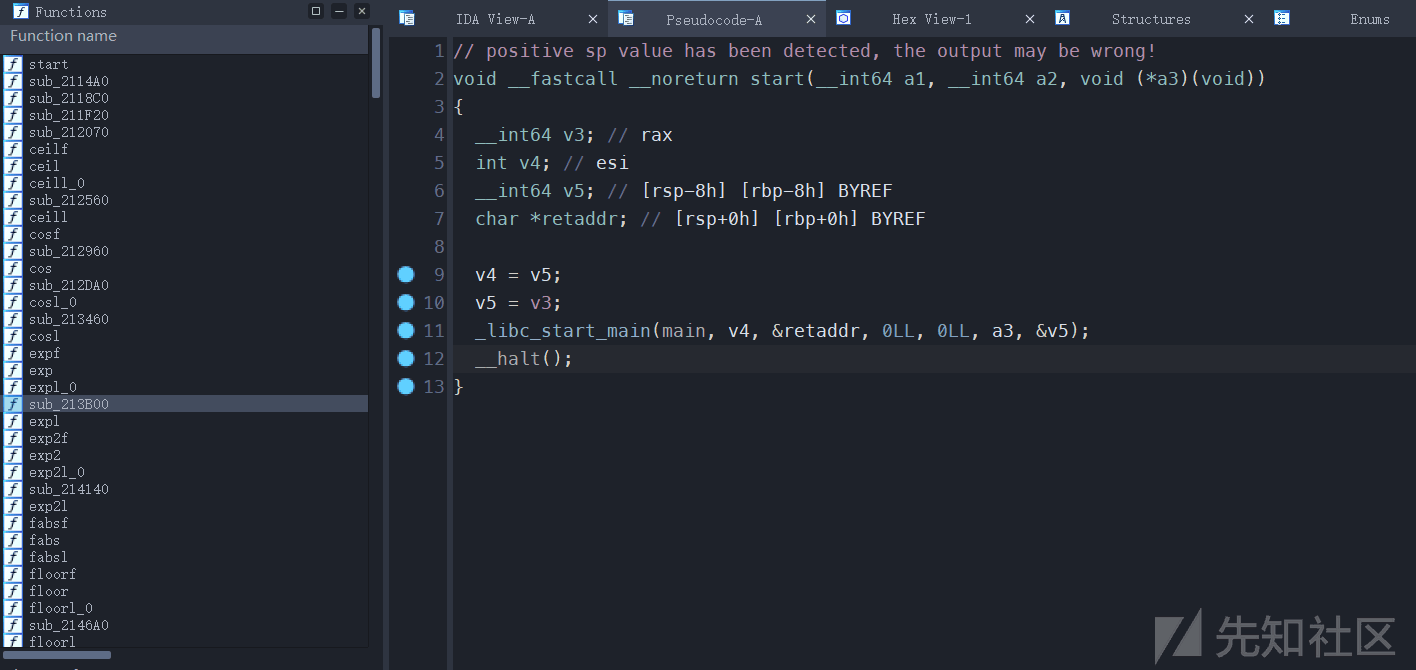 Functions
Function name
start
sub_2114A0
sub_2118C0
sub_211F20
sub_212070
ceilf
ceil
ceill_0
sub_212560
ceill
cosf
sub_212960
cos
sub_212DA0
cosl_0
sub_213460
cosl
expf
exp
expl_0
sub_213B00
expl
exp2f
exp2
exp2l_0
sub_214140
exp2l
fabsf
fabs
fabsl
floorf
floor
floorl_0
sub_2146A0
floorl
IDA View-A
Pseudocode-A
Hex View-1
Structures
Enums
1 // positive sp value has been detected, the output may be wrong!
2 void __fastcall __noreturn start(__int64 a1, __int64 a2, void (*a3)(void))
3 {
4 __int64 v3; // rax
5 int v4; // esi
6 __int64 v5; // [rsp-8h] [rbp-8h] BYREF
7 char *retaddr; // [rsp+0h] [rbp+0h] BYREF
8
9 v4 = v5;
10 v5 = v3;
11 _libc_start_main(main, v4, &retaddr, 0LL, 0LL, a3, &v5);
12 __halt();
13 }
先知社区